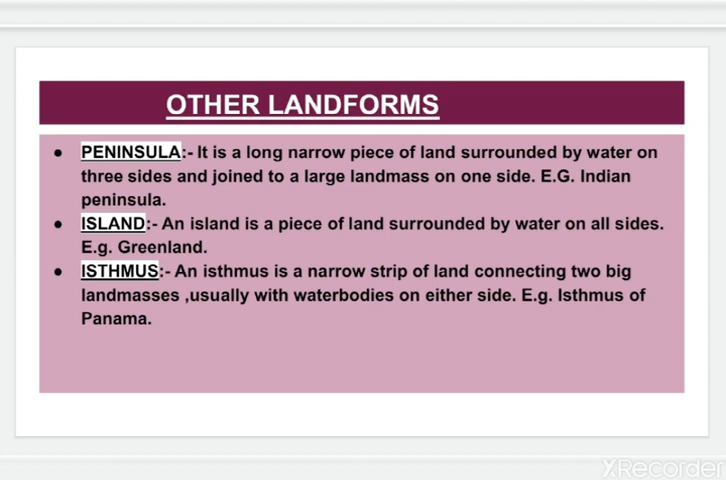 OTHER LANDFORMS
● PENINSULA:- It is a long narrow piece of land surrounded by water on
three sides and joined to a large landmass on one side. E.G. Indian
peninsula.
● ISLAND:- An island is a piece of land surrounded by water on all sides.
E.g. Greenland.
● ISTHMUS:- An isthmus is a narrow strip of land connecting two big
landmasses ,usually with waterbodies on either side. E.g. Isthmus of
Panama.
XRecorder